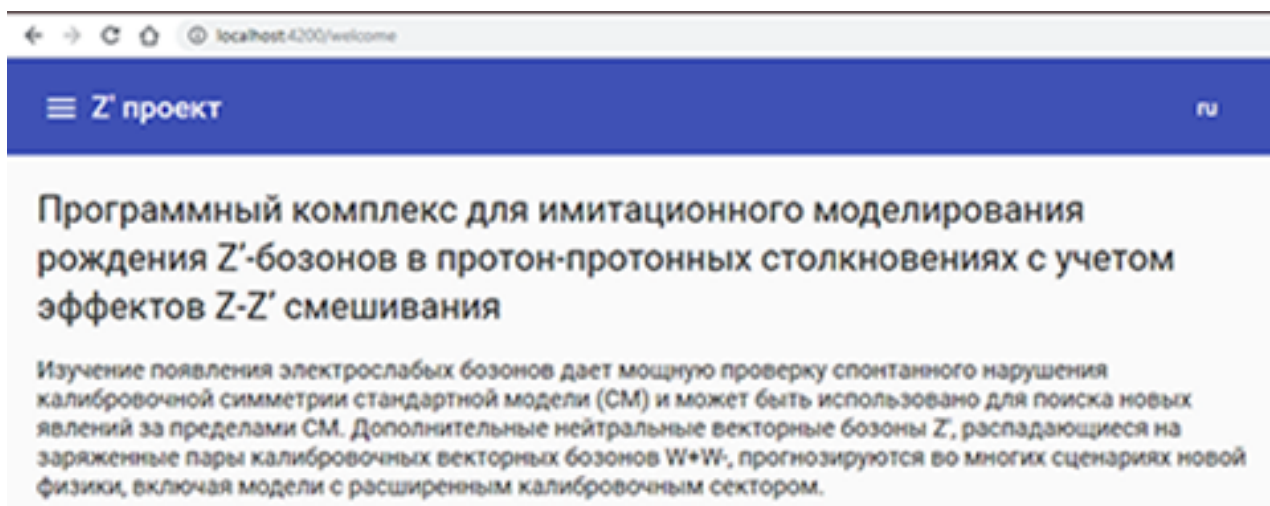 localhost:4200/welcome
Z' проект
ru
Программный комплекс для имитационного моделирования
рождения Z’-бозонов в протон-протонных столкновениях с учетом
эффектов Z-Z’ смешивания
Изучение появления электрослабых бозонов дает мощную проверку спонтанного нарушения
калибровочной симметрии стандартной модели (СМ) и может быть использовано для поиска новых
явлений за пределами СМ. Дополнительные нейтральные векторные бозоны Z', распадающиеся на
заряженные пары калибровочных векторных бозонов W+W-, прогнозируются во многих сценариях новой
физики, включая модели с расширенным калибровочным сектором.